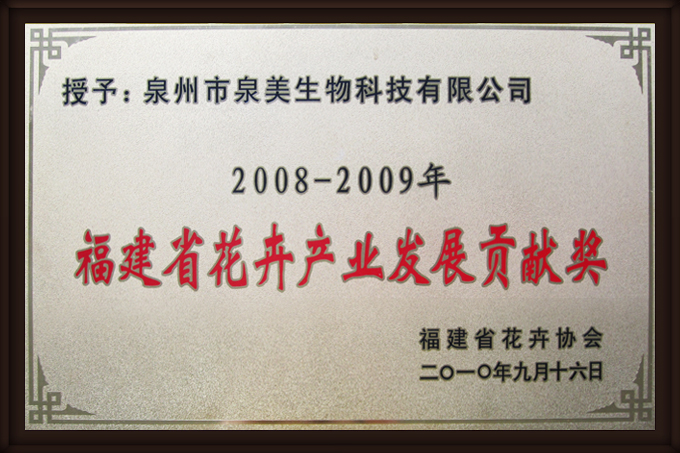 授予：泉州市泉美生物科技有限公司
2008-2009年
福建省花卉产业发展贡献奖
福建省花卉协会
二〇一〇年九月十六日